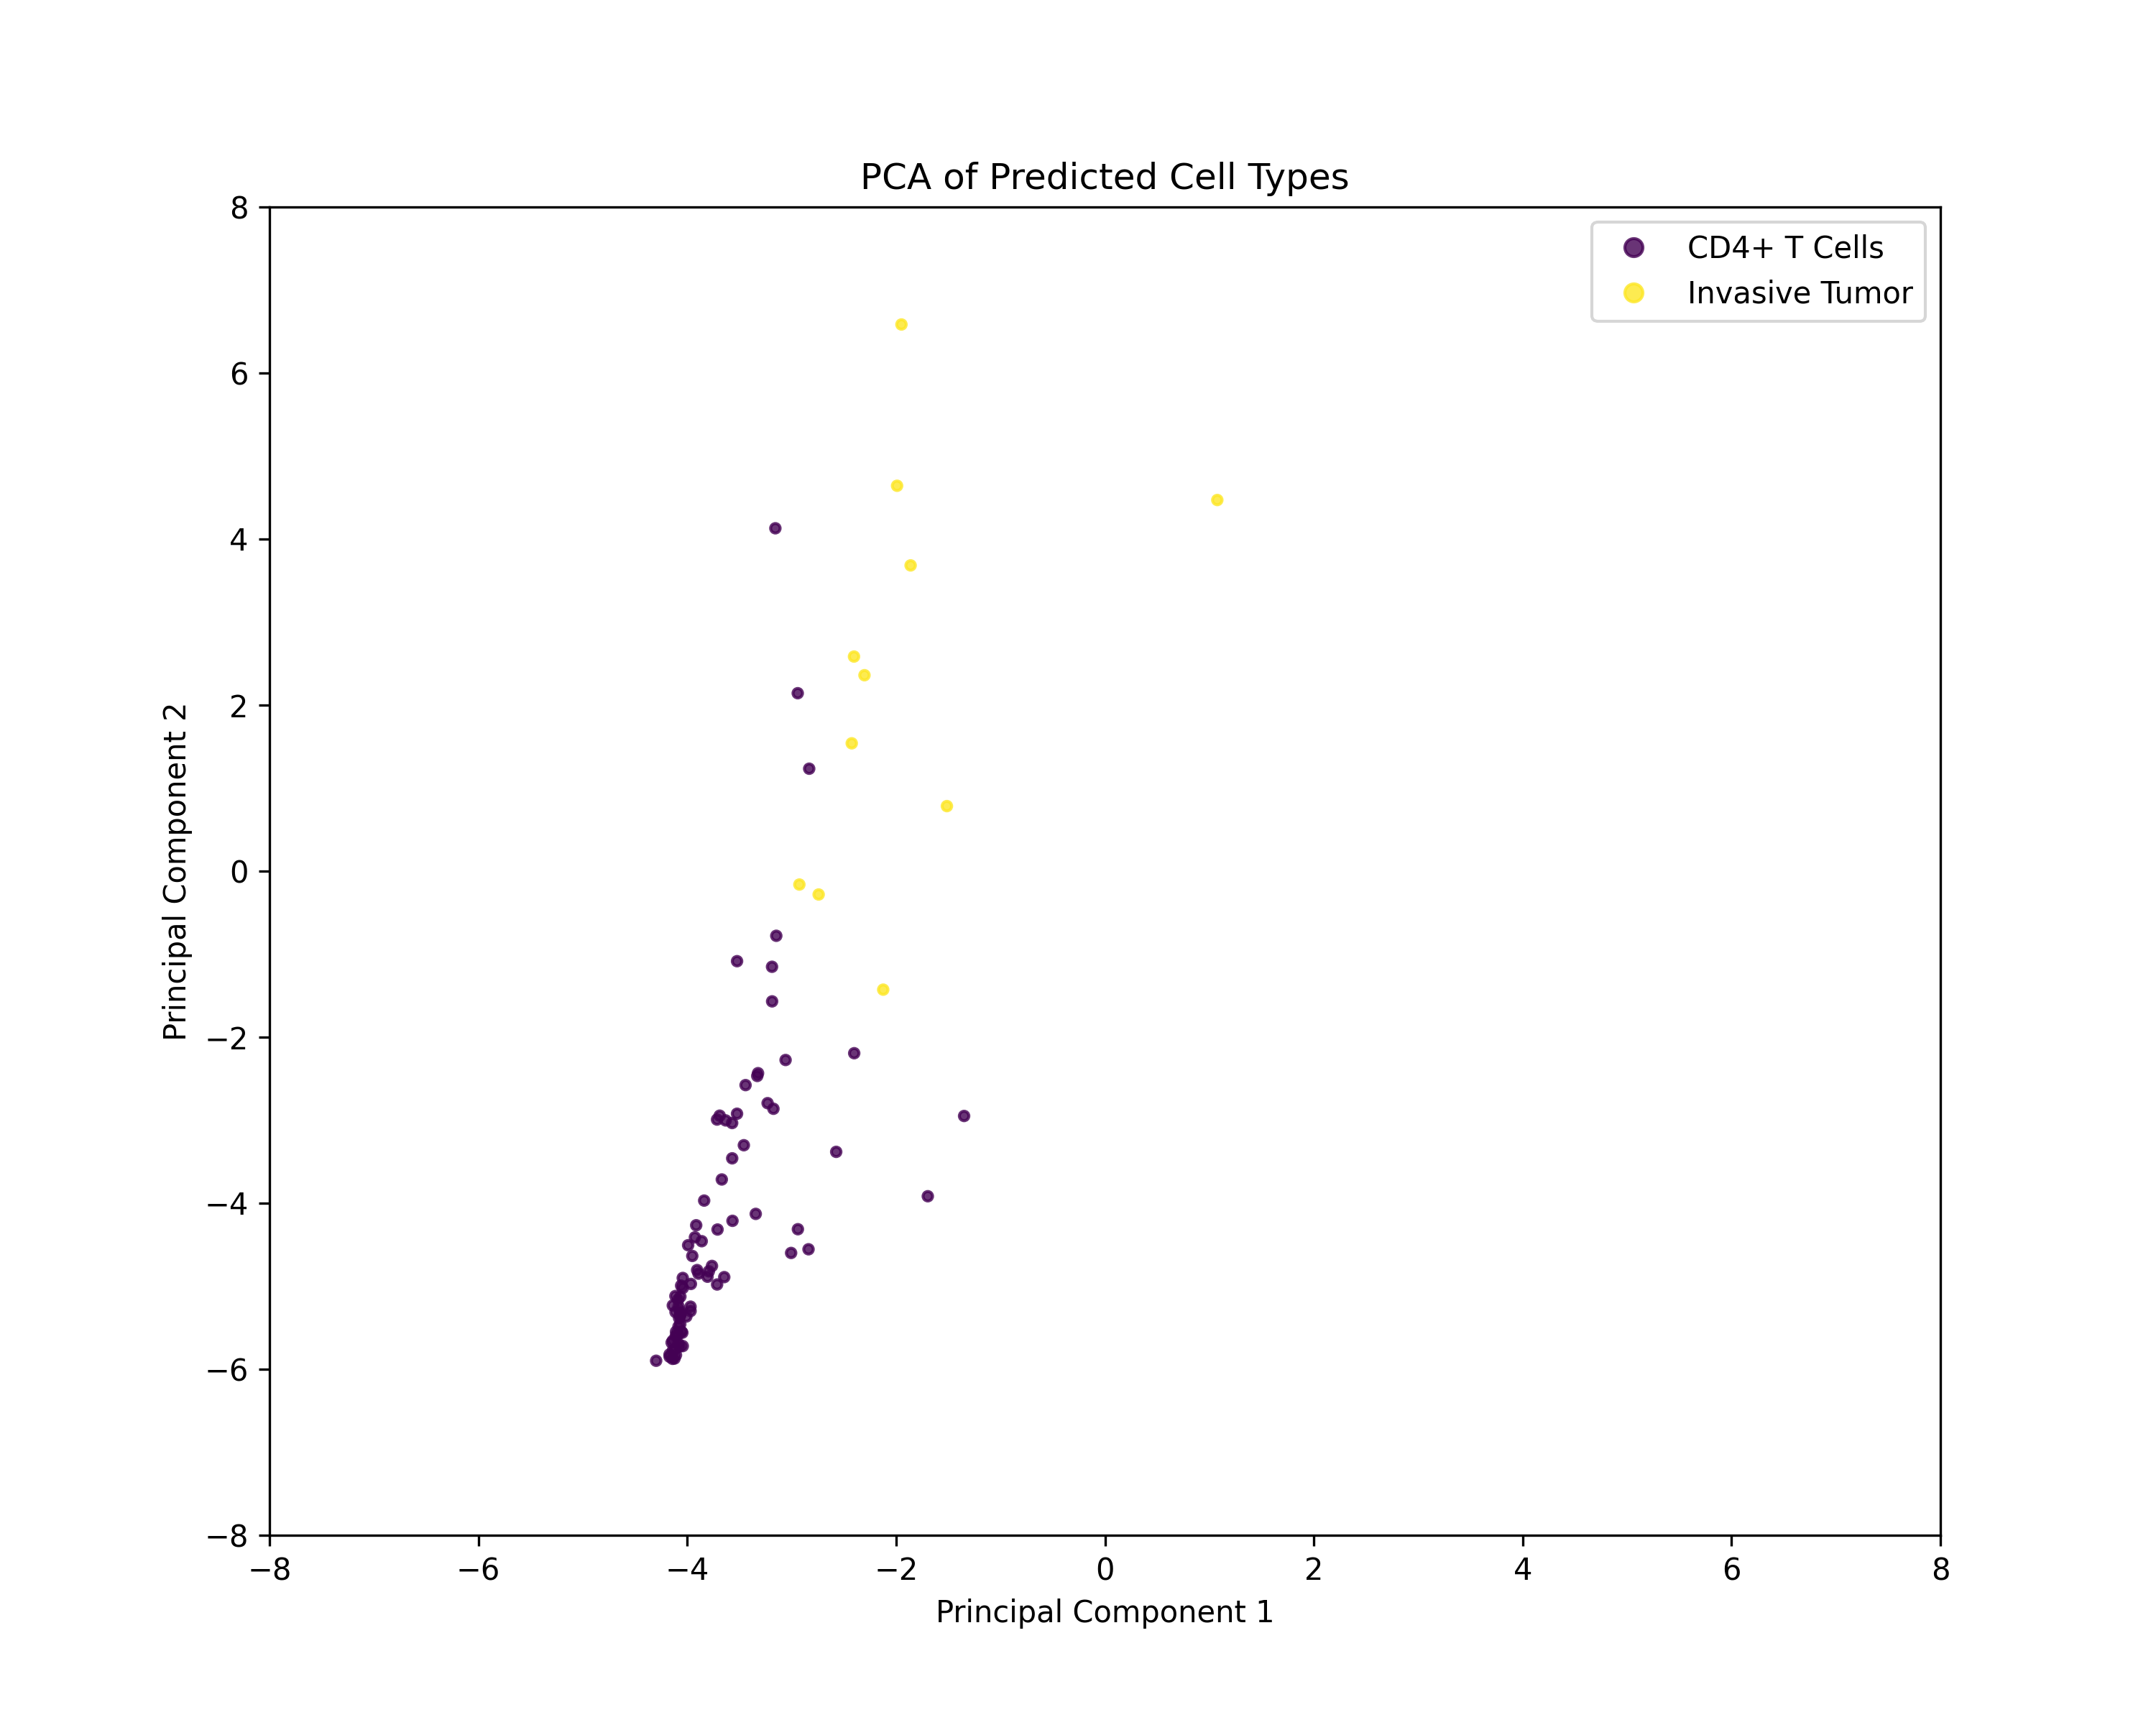 PCA of Predicted Cell Types
CD4+ T Cells
Invasive Tumor
Principal Component 2
8
6
4
2
0
−2
−4
−6
−8
−8 −6 −4 −2 0 2 4 6 8
Principal Component 1